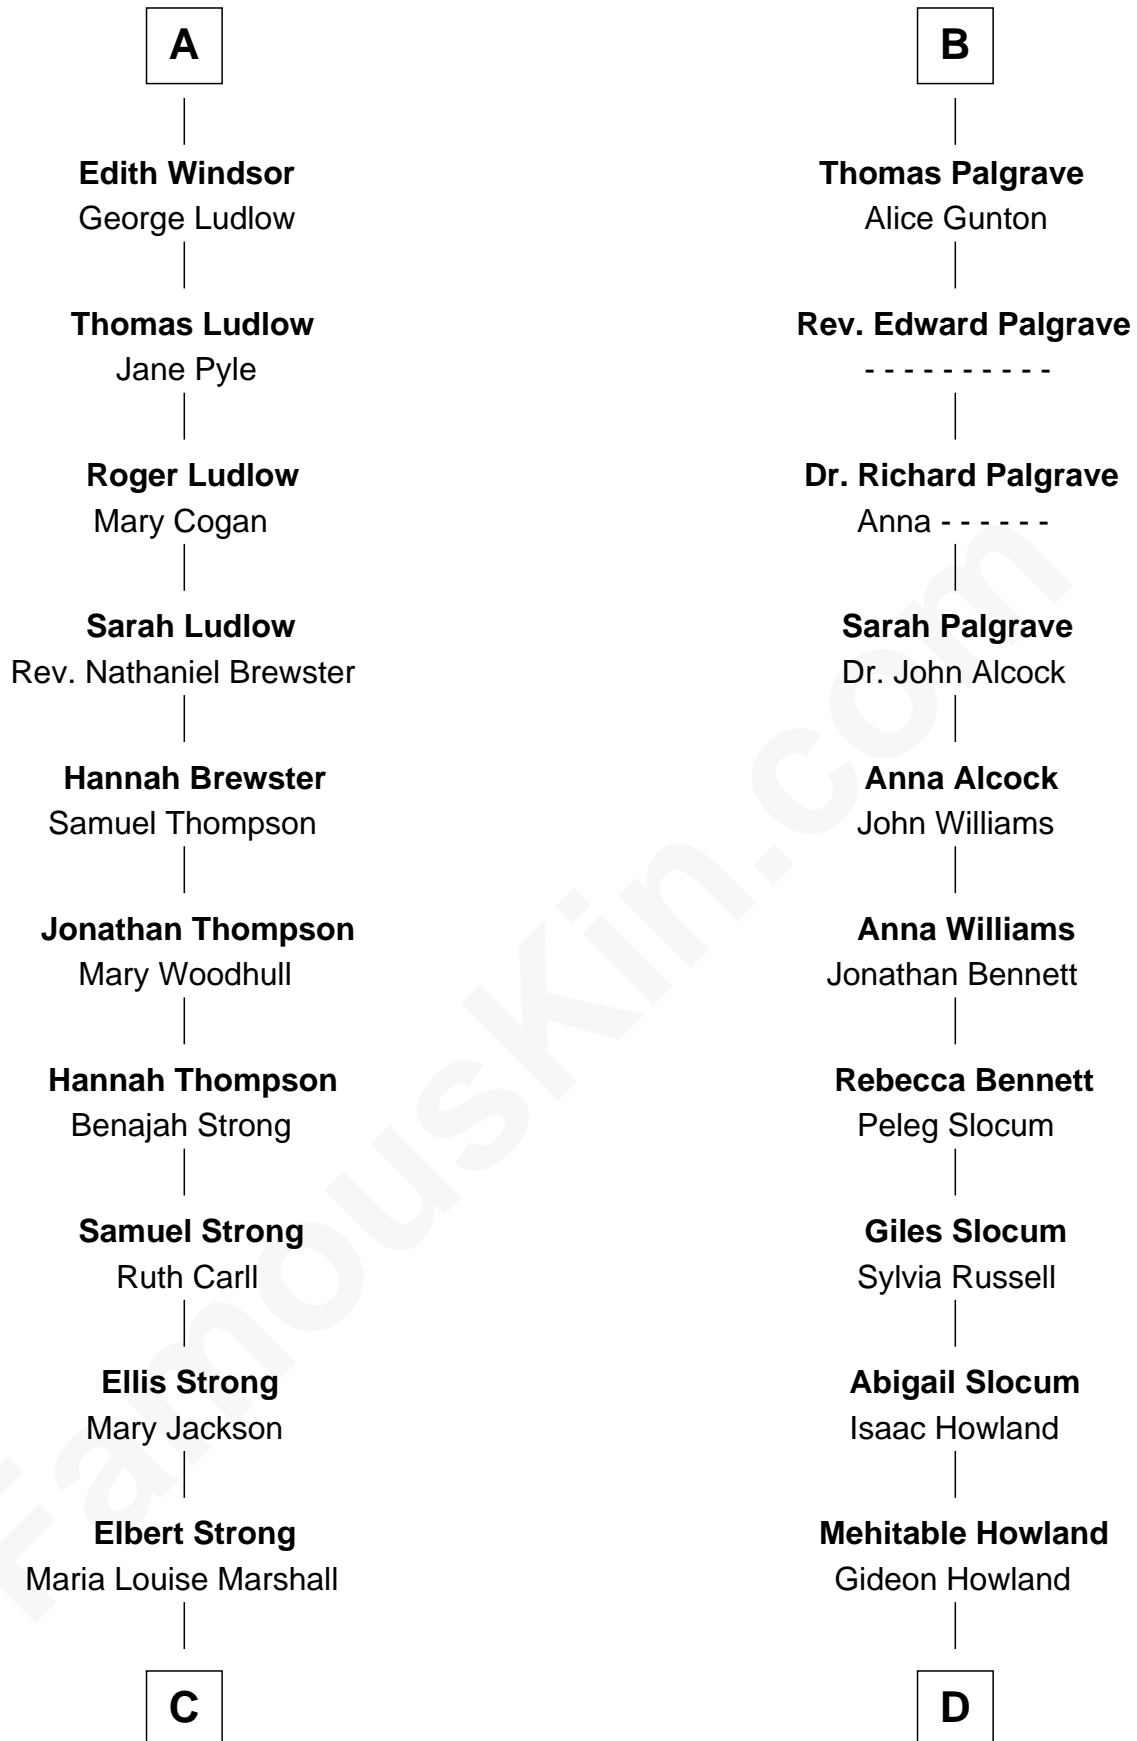 A
Edith Windsor
George Ludlow
Thomas Ludlow
Jane Pyle
Roger Ludlow
Mary Cogan
Sarah Ludlow
Rev. Nathaniel Brewster
Hannah Brewster
Samuel Thompson
Jonathan Thompson
Mary Woodhull
Hannah Thompson
Benajah Strong
Samuel Strong
Ruth Carll
Ellis Strong
Mary Jackson
Elbert Strong
Maria Louise Marshall
C
B
Thomas Palgrave
Alice Gunton
Rev. Edward Palgrave
- - - - - - - - - -
Dr. Richard Palgrave
Anna - - - - - -
Sarah Palgrave
Dr. John Alcock
Anna Alcock
John Williams
Anna Williams
Jonathan Bennett
Rebecca Bennett
Peleg Slocum
Giles Slocum
Sylvia Russell
Abigail Slocum
Isaac Howland
Mehitable Howland
Gideon Howland
D
FamousKin.com